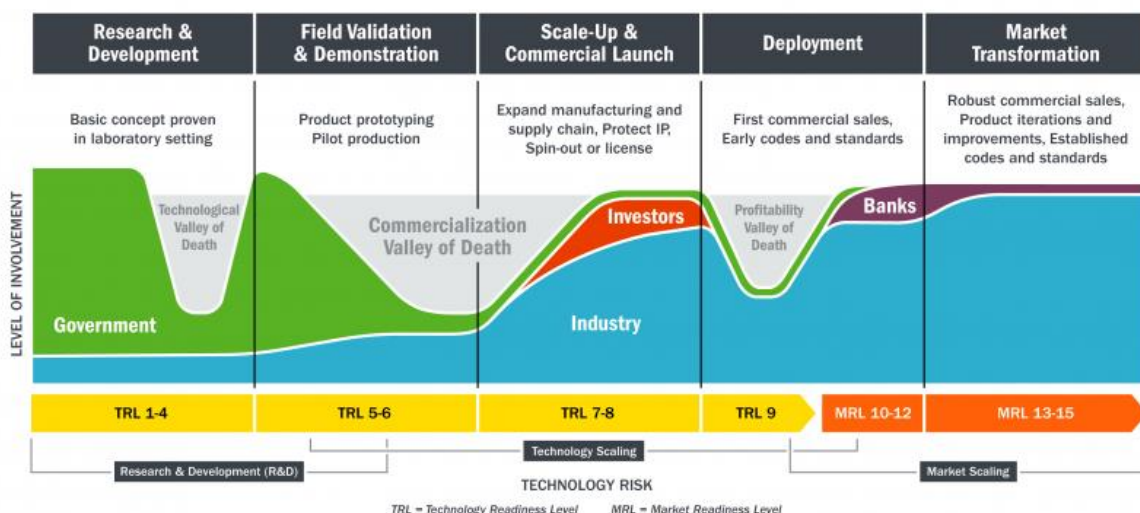 Research &
Development
Field Validation
& Demonstration
Scale-Up &
Commercial Launch
Deployment
Market
Transformation
Basic concept proven
in laboratory setting
Product prototyping
Pilot production
Expand manufacturing and
supply chain, Protect IP,
Spin-out or license
First commercial sales,
Early codes and standards
Robust commercial sales,
Product iterations and
improvements, Established
codes and standards
LEVEL OF INVOLVEMENT
Technological
Valley of
Death
Commercialization
Valley of Death
Investors
Profitability
Valley of
Death
Banks
Government
Industry
TRL 1-4
TRL 5-6
TRL 7-8
TRL 9
MRL 10-12
MRL 13-15
Technology Scaling
Research & Development (R&D)
Market Scaling
TECHNOLOGY RISK
TRL = Technology Readiness Level MRL = Market Readiness Level